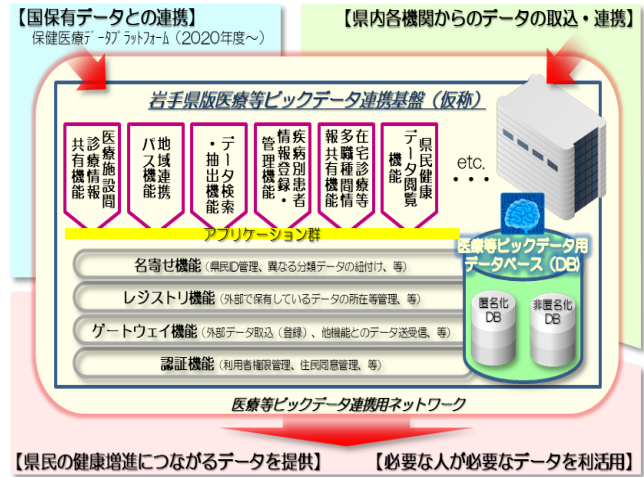 【国保有データとの連携】
保健医療ﾃﾞｰﾀﾌﾟﾗｯﾄﾌｫｰﾑ（2020年度～）
【県内各機関からのデータの取込・連携】
岩手県版医療等ビックデータ連携基盤（仮称）
医療施設間
診療情報
共有機能
地域連携
パス機能
データ検索
・抽出機能
疾病別患者
情報登録・
管理機能
在宅診療等
多職種間情
報共有機能
県民健康
データ閲覧
機能
etc.
・・・
アプリケーション群
医療等ビックデータ用
データベース（DB）
名寄せ機能（県民ID管理、異なる分類データの紐付け、等）
レジストリ機能（外部で保有しているデータの所在等管理、等）
ゲートウェイ機能（外部データ取込（登録）、他機能とのデータ送受信、等）
認証機能（利用者権限管理、住民同意管理、等）
匿名化
DB
非匿名化
DB
医療等ビックデータ連携用ネットワーク
【県民の健康増進につながるデータを提供】
【必要な人が必要なデータを利活用】